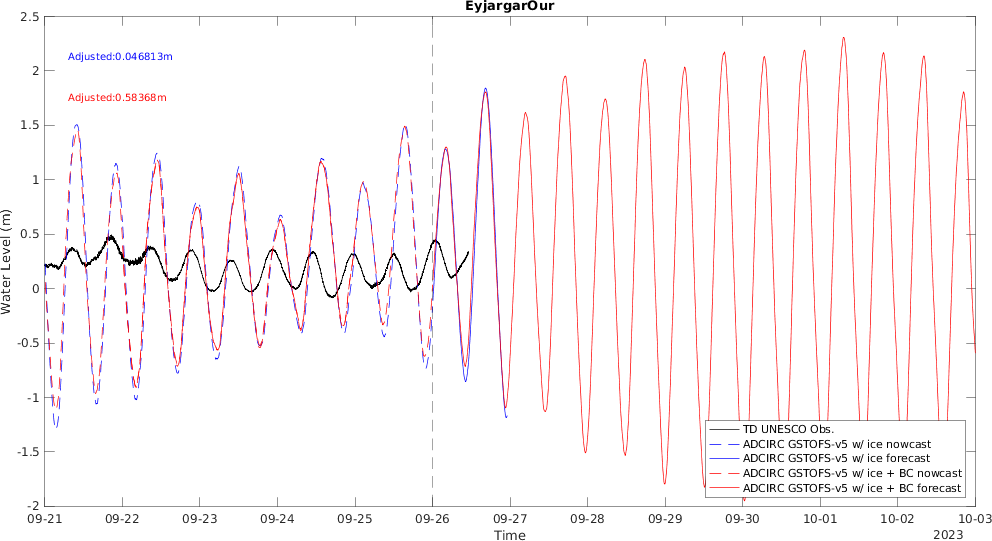 EyjargarOur
Adjusted:0.046813m
Adjusted:0.58368m
Water Level (m)
2.5
2
1.5
1
0.5
0
-0.5
-1
-1.5
-2
TD UNESCO Obs.
ADCIRC GSTOFS-v5 w/ ice nowcast
ADCIRC GSTOFS-v5 w/ ice forecast
ADCIRC GSTOFS-v5 w/ ice + BC nowcast
ADCIRC GSTOFS-v5 w/ ice + BC forecast
09-21 09-22 09-23 09-24 09-25 09-26 09-27 09-28 09-29 09-30 10-01 10-02 10-03
Time
2023